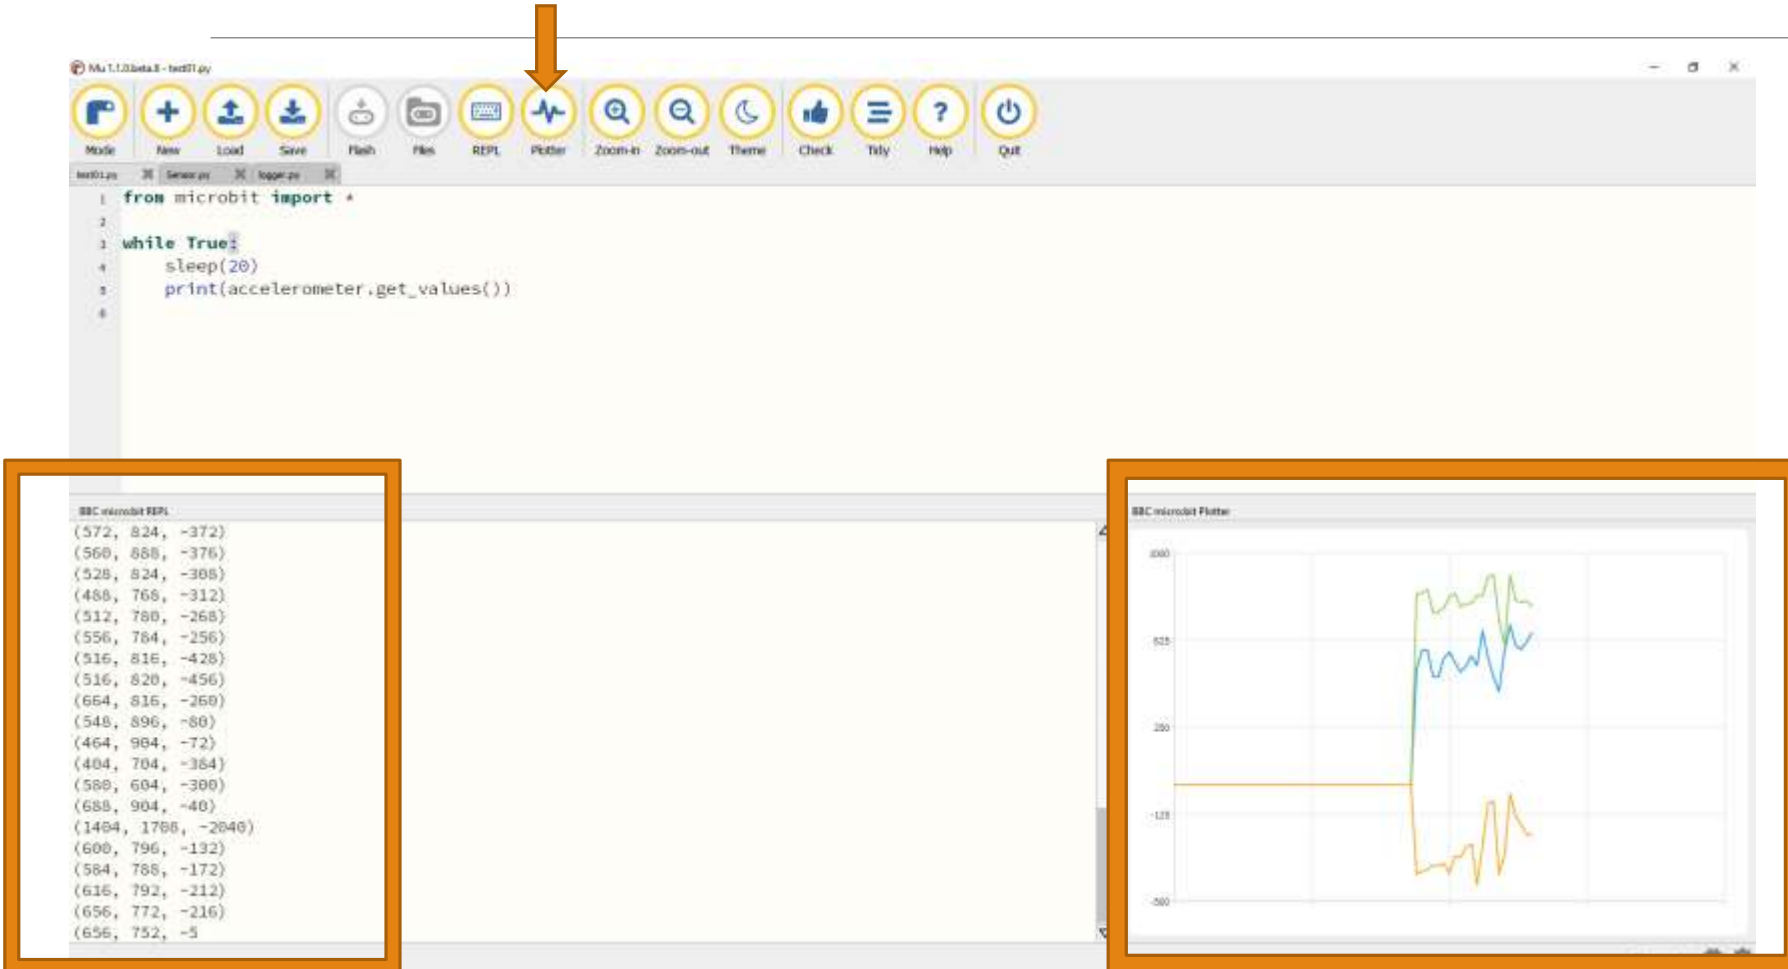 Mu 1.1.0.beta.8 - test01.py
Mode New Load Save Flash Files REPL Plotter Zoom-in Zoom-out Theme Check Tidy Help Quit
test01.py Sensor.py logger.py
1 from microbit import *
2
3 while True:
4 sleep(20)
5 print(accelerometer.get_values())
6
BBC micro:bit REPL
(572, 824, -372)
(560, 888, -376)
(528, 824, -308)
(488, 768, -312)
(512, 780, -268)
(556, 784, -256)
(516, 816, -428)
(516, 820, -456)
(664, 816, -260)
(548, 896, -80)
(464, 904, -72)
(404, 704, -384)
(580, 604, -300)
(688, 904, -40)
(1404, 1708, -2040)
(600, 796, -132)
(584, 788, -172)
(616, 792, -212)
(656, 772, -216)
(656, 752, -5
BBC micro:bit Plotter
1000
625
250
-125
-500